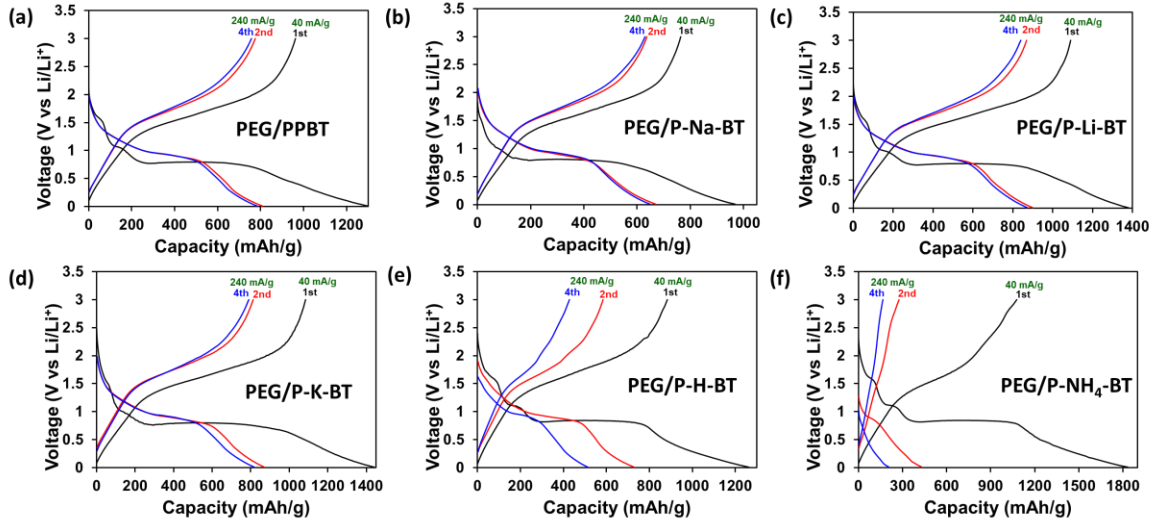 (a)
240 mA/g 40 mA/g
4th 2nd 1st
PEG/PPBT
Voltage (V vs Li/Li⁺)
3.5
3
2.5
2
1.5
1
0.5
0
0 200 400 600 800 1000 1200
Capacity (mAh/g)
(b)
240 mA/g 40 mA/g
4th 2nd 1st
PEG/P-Na-BT
Voltage (V vs Li/Li⁺)
3.5
3
2.5
2
1.5
1
0.5
0
0 200 400 600 800 1000
Capacity (mAh/g)
(c)
240 mA/g 40 mA/g
4th 2nd 1st
PEG/P-Li-BT
Voltage (V vs Li/Li⁺)
3.5
3
2.5
2
1.5
1
0.5
0
0 200 400 600 800 1000 1200 1400
Capacity (mAh/g)
(d)
240 mA/g 40 mA/g
4th 2nd 1st
PEG/P-K-BT
Voltage (V vs Li/Li⁺)
3.5
3
2.5
2
1.5
1
0.5
0
0 200 400 600 800 1000 1200 1400
Capacity (mAh/g)
(e)
240 mA/g 40 mA/g
4th 2nd 1st
PEG/P-H-BT
Voltage (V vs Li/Li⁺)
3.5
3
2.5
2
1.5
1
0.5
0
0 200 400 600 800 1000 1200
Capacity (mAh/g)
(f)
240 mA/g 40 mA/g
4th 2nd 1st
PEG/P-NH₄-BT
Voltage (V vs Li/Li⁺)
3.5
3
2.5
2
1.5
1
0.5
0
0 300 600 900 1200 1500 1800
Capacity (mAh/g)